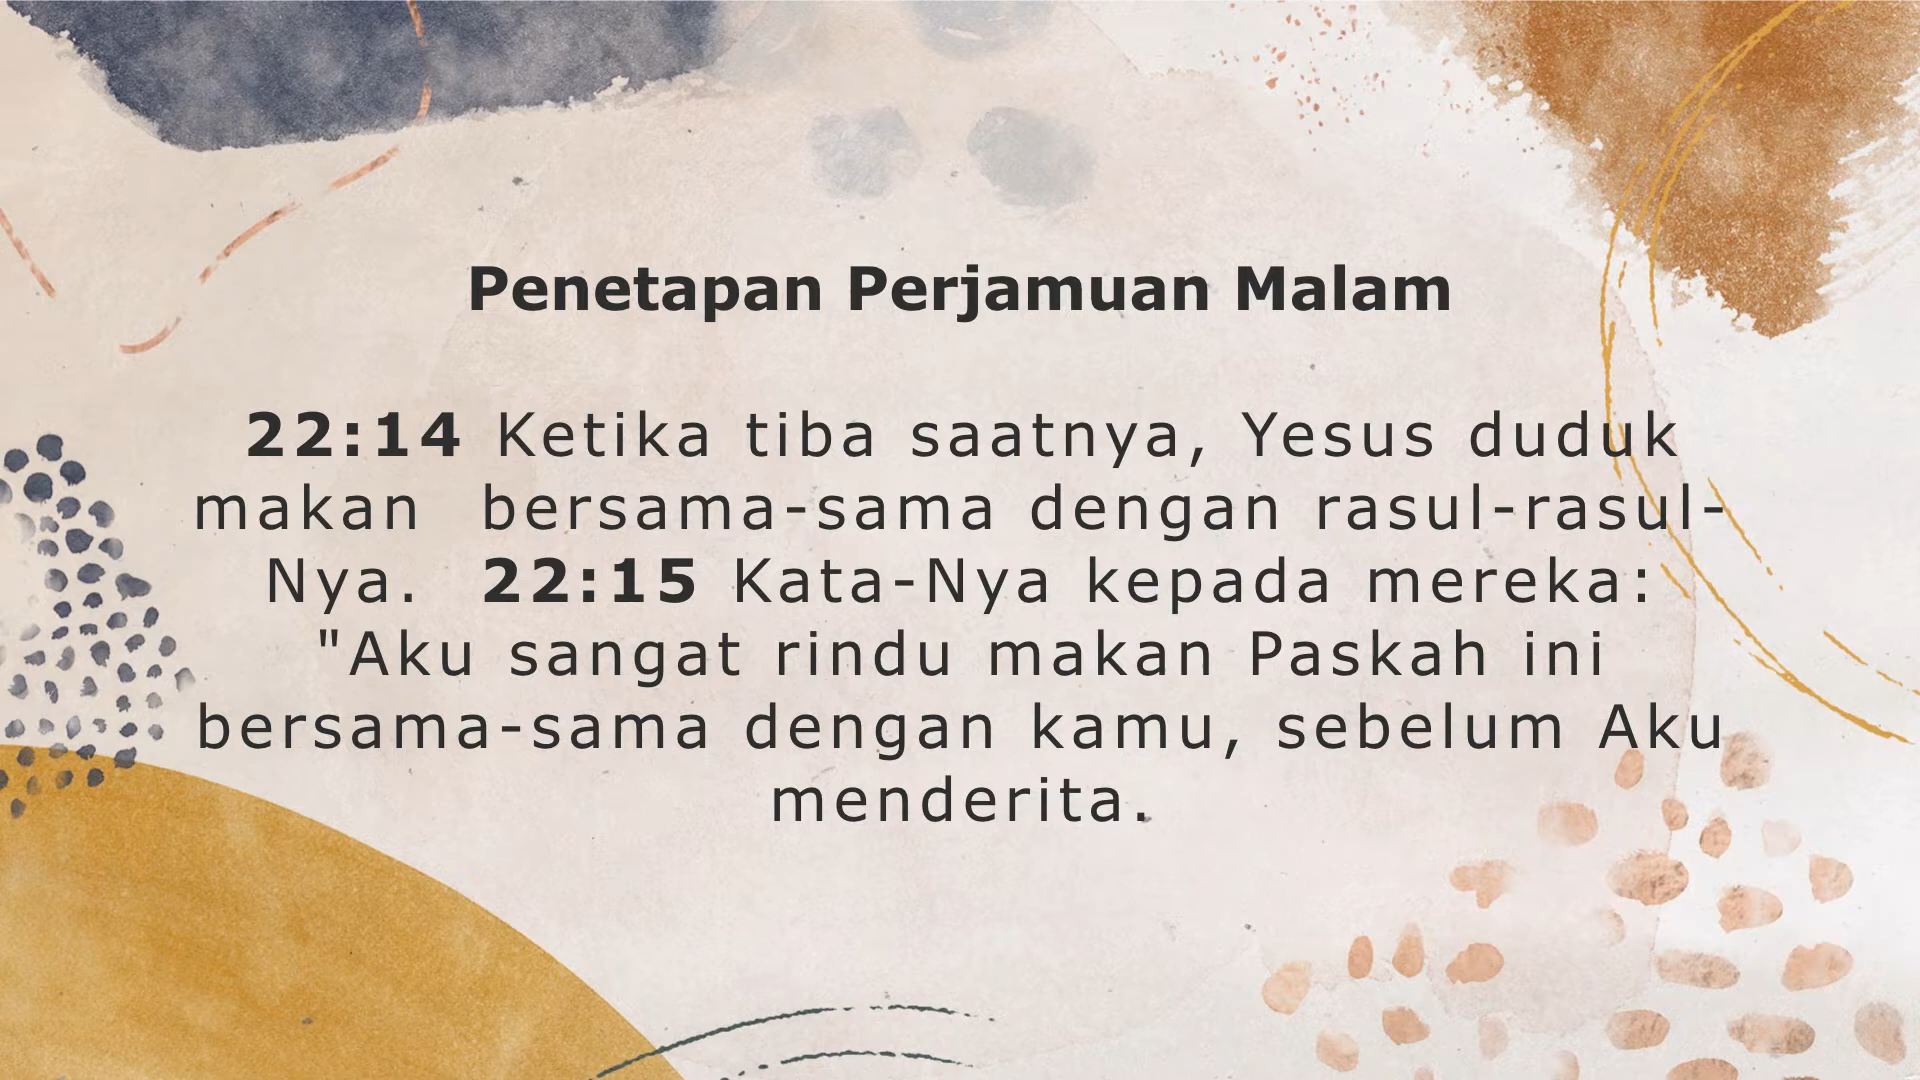 Penetapan Perjamuan Malam
22:14 Ketika tiba saatnya, Yesus duduk
makan  bersama-sama dengan rasul-rasul-
Nya.  22:15 Kata-Nya kepada mereka:
"Aku sangat rindu makan Paskah ini
bersama-sama dengan kamu, sebelum Aku
menderita.